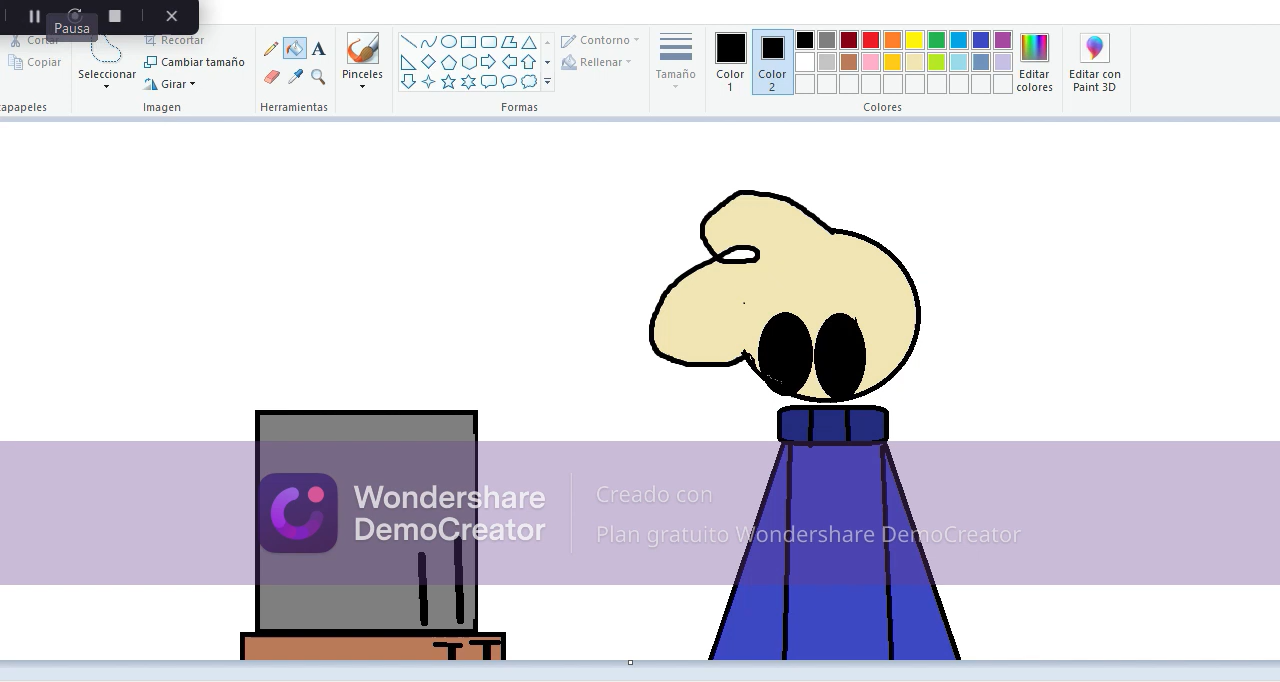 Pausa
Cortar
Copiar
apapeles
Seleccionar
Recortar
Cambiar tamaño
Girar
Imagen
A
Herramientas
Pinceles
Contorno
Rellenar
Formas
Tamaño
Color
1
Color
2
Editar
colores
Colores
Editar con
Paint 3D
Wondershare
DemoCreator
Creado con
Plan gratuito Wondershare DemoCreator